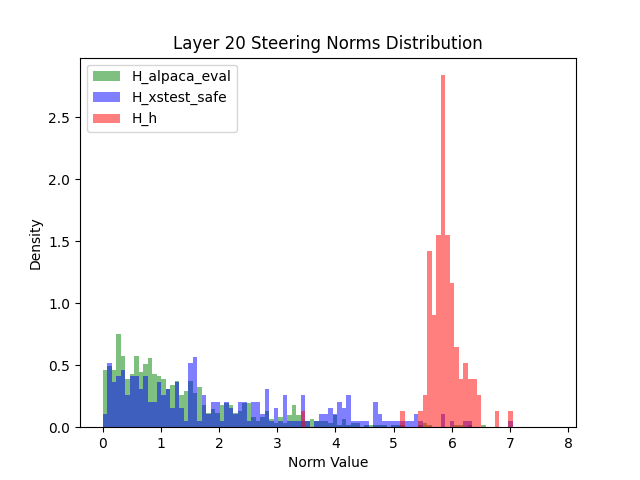 Layer 20 Steering Norms Distribution
H_alpaca_eval
H_xstest_safe
H_h
Density
2.5
2.0
1.5
1.0
0.5
0.0
0 1 2 3 4 5 6 7 8
Norm Value